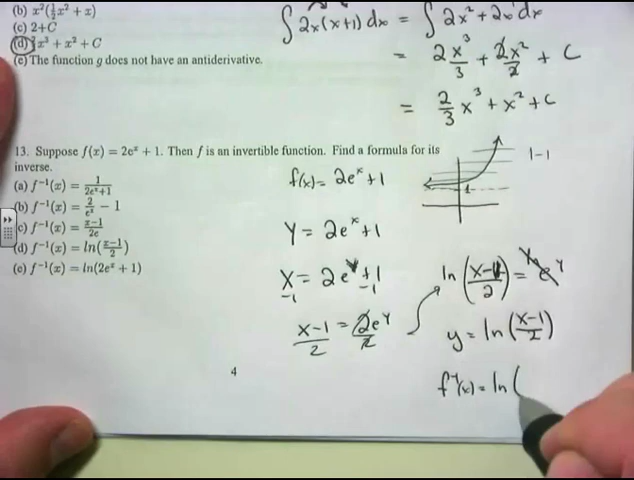 (b) x²(½x² + x)
(c) 2+C
(d) ⅔x³ + x² + C
(e) The function g does not have an antiderivative.
∫ 2x(x+1) dx = ∫ 2x² + 2x dx
= 2x³/3 + 2x²/2 + C
= 2/3 x³ + x² + C
13. Suppose f(x) = 2eˣ + 1. Then f is an invertible function. Find a formula for its
inverse.
(a) f⁻¹(x) = 1/(2eˣ+1)
(b) f⁻¹(x) = 2/eˣ − 1
(c) f⁻¹(x) = (x−1)/2e
(d) f⁻¹(x) = ln((x−1)/2)
(e) f⁻¹(x) = ln(2eˣ + 1)
f(x) = 2eˣ + 1
1
1-1
y = 2eˣ + 1
x = 2eʸ + 1
-1 -1
(x-1)/2 = 2eʸ/2
ln((x-1)/2) = ln eʸ
y = ln((x-1)/2)
f⁻¹(x) = ln(
4